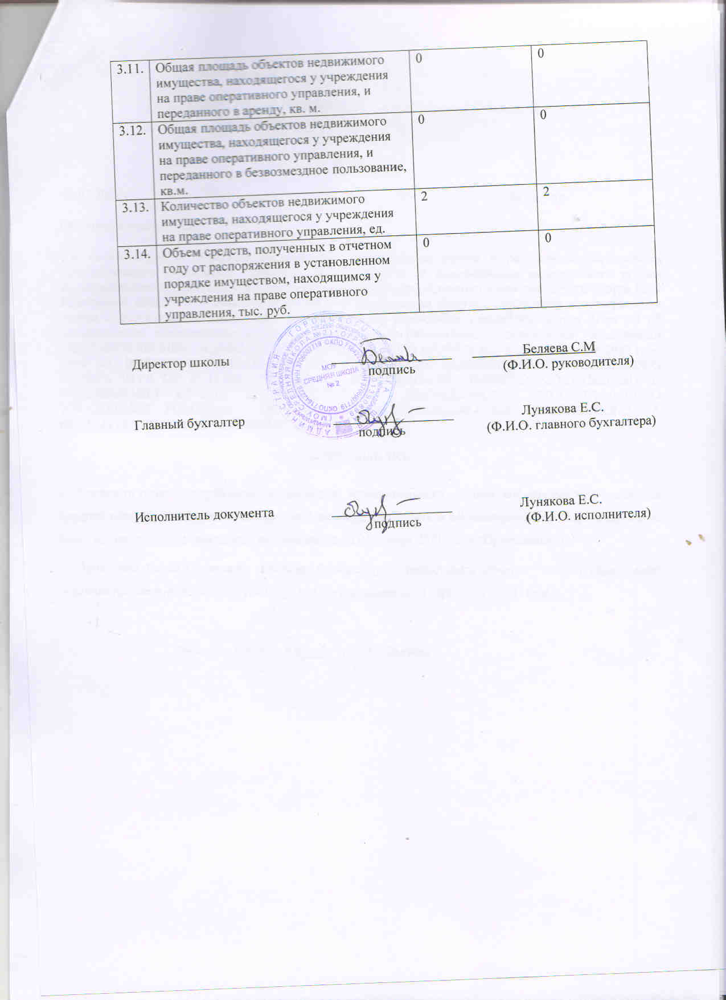 3.11. Общая площадь объектов недвижимого 0 0
имущества, находящегося у учреждения
на праве оперативного управления, и
переданного в аренду, кв. м.
3.12. Общая площадь объектов недвижимого 0 0
имущества, находящегося у учреждения
на праве оперативного управления, и
переданного в безвозмездное пользование,
кв.м.
3.13. Количество объектов недвижимого 2 2
имущества, находящегося у учреждения
на праве оперативного управления, ед.
3.14. Объем средств, полученных в отчетном 0 0
году от распоряжения в установленном
порядке имуществом, находящимся у
учреждения на праве оперативного
управления, тыс. руб.
АДМИНИСТРАЦИЯ ГОРОДСКОГО
ИНН 3706007719 ОКПО
МОУ
СРЕДНЯЯ ШКОЛА
№ 2
Директор школы Беляева С.М
подпись (Ф.И.О. руководителя)
Главный бухгалтер Лунякова Е.С.
подпись (Ф.И.О. главного бухгалтера)
Исполнитель документа Лунякова Е.С.
подпись (Ф.И.О. исполнителя)